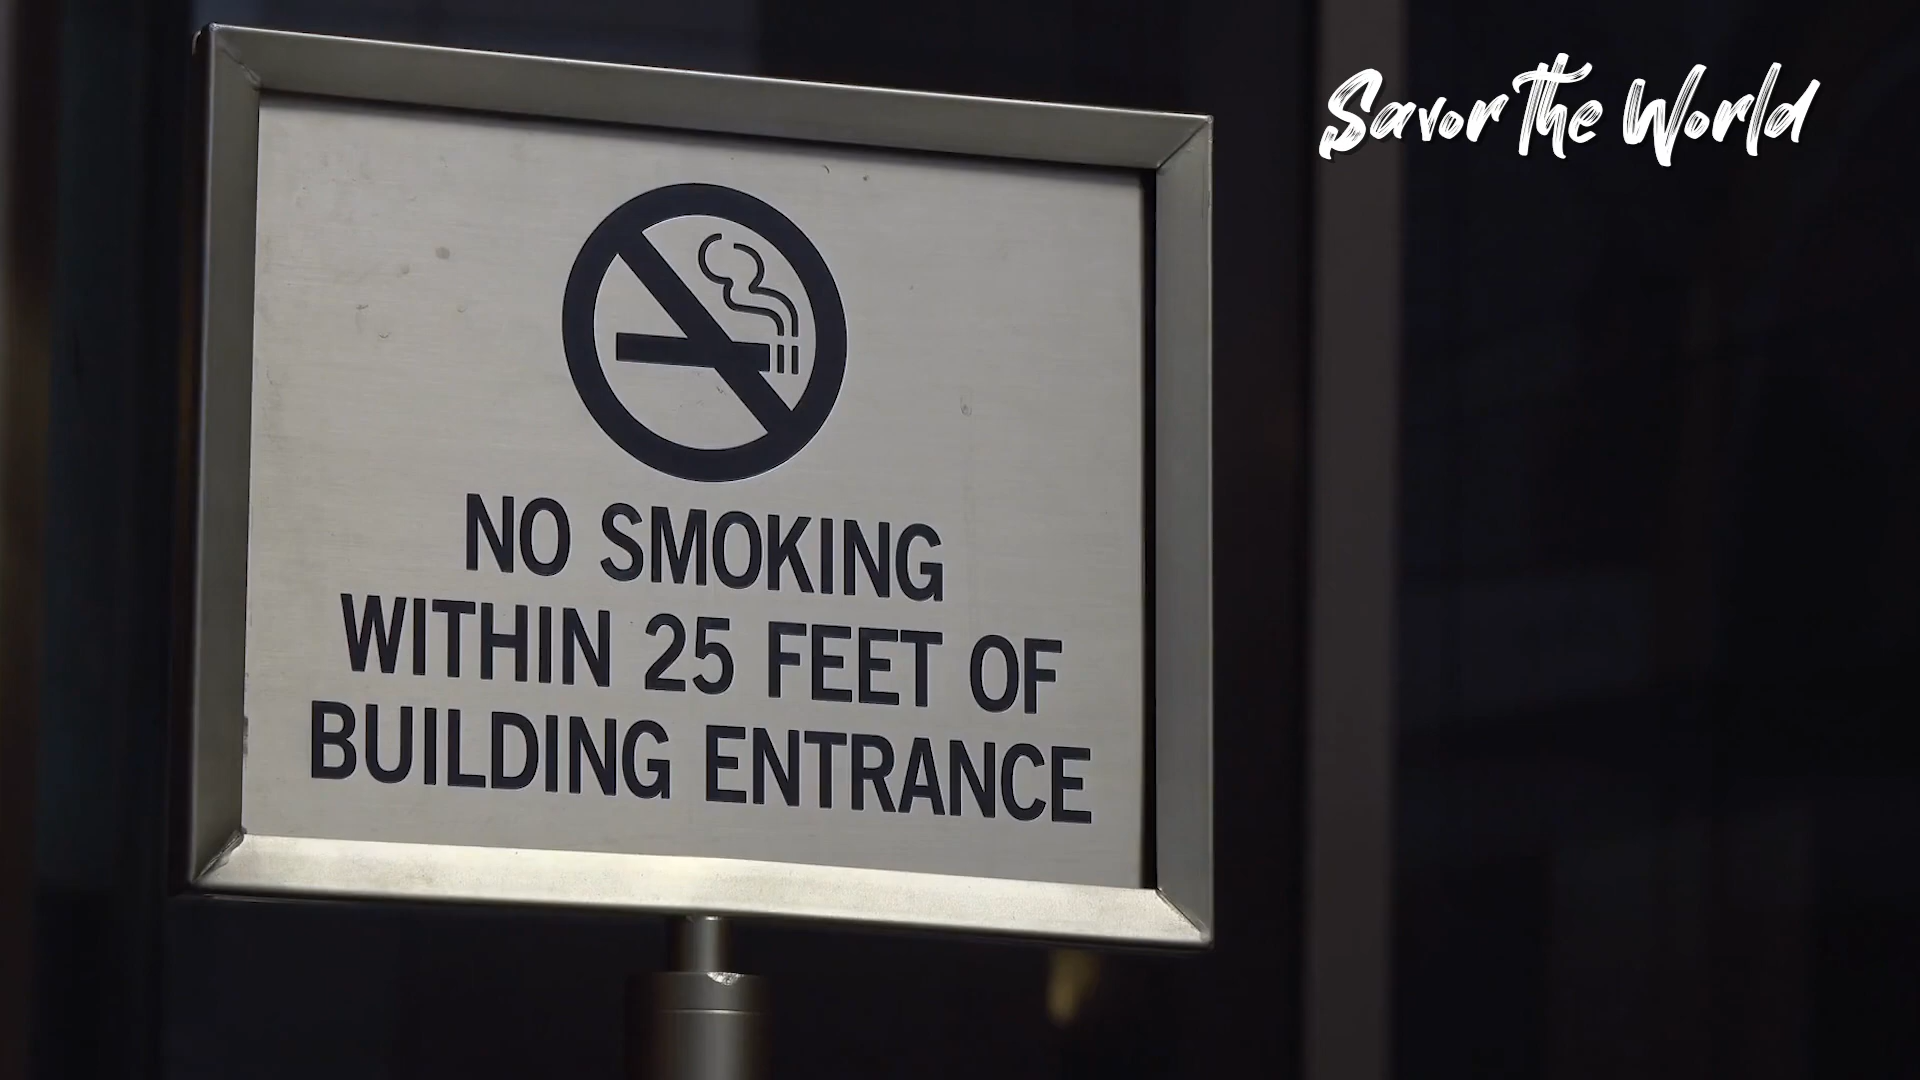 Savor The World
NO SMOKING
WITHIN 25 FEET OF
BUILDING ENTRANCE